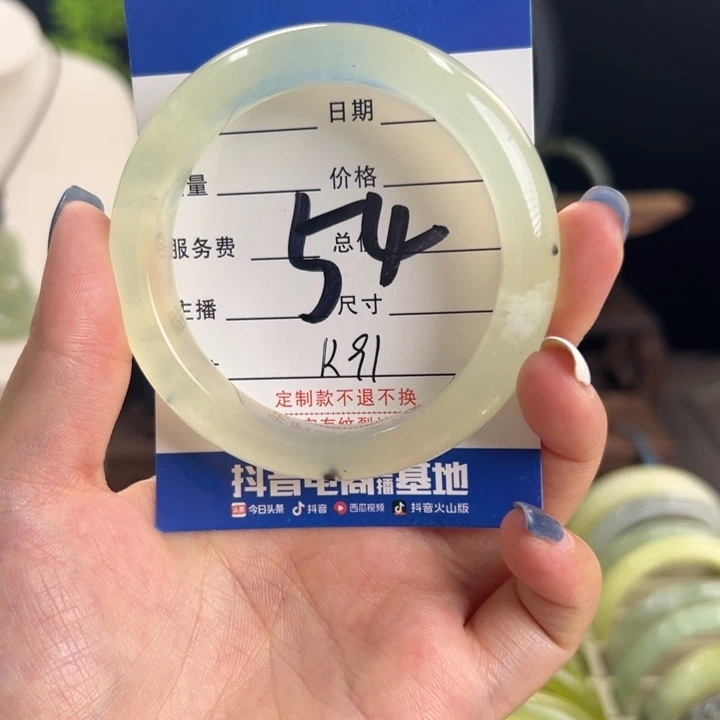 日期
量 价格
服务费 总价
主播 尺寸
54
K91
定制款不退不换
抖音电商直播基地
今日头条 抖音 西瓜视频 抖音火山版